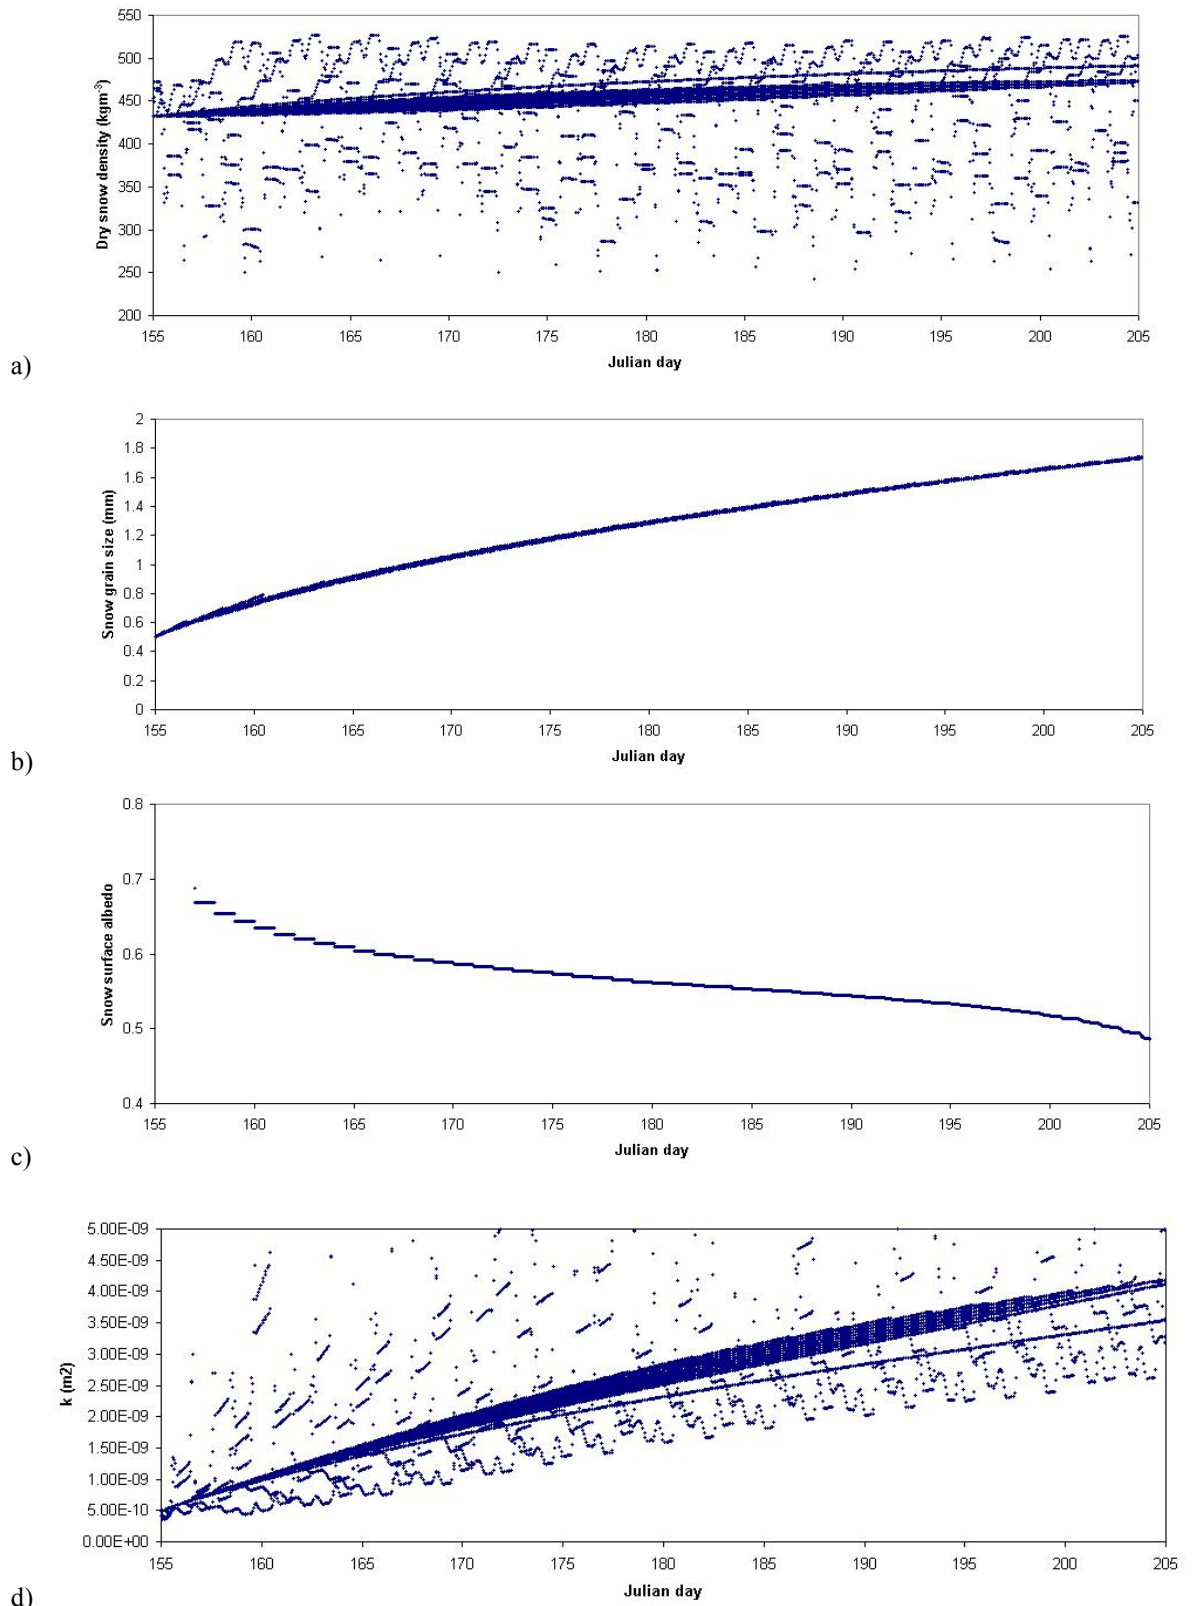 550
500
450
400
350
300
250
200
Dry snow density (kgm-3)
155 160 165 170 175 180 185 190 195 200 205
Julian day
a)
2
1.8
1.6
1.4
1.2
1
0.8
0.6
0.4
0.2
0
Snow grain size (mm)
155 160 165 170 175 180 185 190 195 200 205
Julian day
b)
0.8
0.7
0.6
0.5
0.4
Snow surface albedo
155 160 165 170 175 180 185 190 195 200 205
Julian day
c)
5.00E-09
4.50E-09
4.00E-09
3.50E-09
3.00E-09
2.50E-09
2.00E-09
1.50E-09
1.00E-09
5.00E-10
0.00E+00
k (m2)
155 160 165 170 175 180 185 190 195 200 205
Julian day
d)